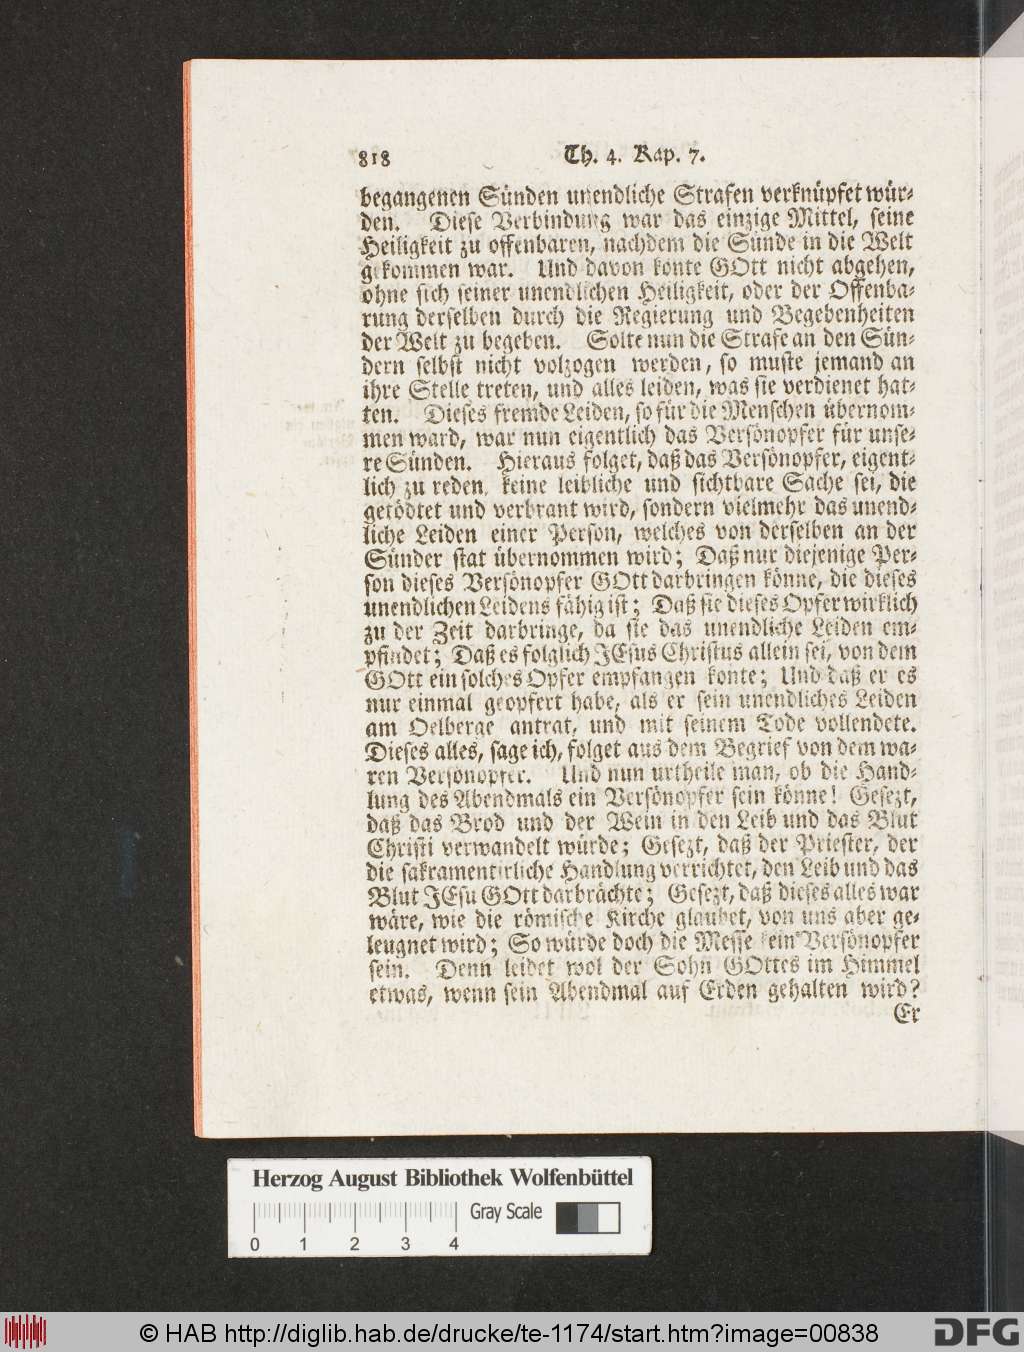 818 Th. 4. Kap. 7.
begangenen Sünden unendliche Strafen verknüpfet wür-
den. Diese Verbindung war das einzige Mittel, seine
Heiligkeit zu offenbaren, nachdem die Sünde in die Welt
gekommen war. Und davon konte GOtt nicht abgehen,
ohne sich seiner unendlichen Heiligkeit, oder der Offenba-
rung derselben durch die Regierung und Begebenheiten
der Welt zu begeben. Solte nun die Strafe an den Sün-
dern selbst nicht volzogen werden, so muste jemand an
ihre Stelle treten, und alles leiden, was sie verdienet hat-
ten. Dieses fremde Leiden, so für die Menschen übernom-
men ward, war nun eigentlich das Versönopfer für unse-
re Sünden. Hieraus folget, daß das Versönopfer, eigent-
lich zu reden, keine leibliche und sichtbare Sache sei, die
getödtet und verbrant wird, sondern vielmehr das unend-
liche Leiden einer Person, welches von derselben an der
Sünder stat übernommen wird; Daß nur diejenige Per-
son dieses Versönopfer GOtt darbringen könne, die dieses
unendlichen Leidens fähig ist; Daß sie dieses Opfer wirklich
zu der Zeit darbringe, da sie das unendliche Leiden em-
pfindet; Daß es folglich JEsus Christus allein sei, von dem
GOtt ein solches Opfer empfangen konte; Und daß er es
nur einmal geopfert habe, als er sein unendliches Leiden
am Oelberge antrat, und mit seinem Tode vollendete.
Dieses alles, sage ich, folget aus dem Begrief von dem wa-
ren Versönopfer. Und nun urtheile man, ob die Hand-
lung des Abendmals ein Versönopfer sein könne! Gesezt,
daß das Brod und der Wein in den Leib und das Blut
Christi verwandelt würde; Gesezt, daß der Priester, der
die sakramentirliche Handlung verrichtet, den Leib und das
Blut JEsu GOtt darbrächte; Gesezt, daß dieses alles war
wäre, wie die römische Kirche glaubet, von uns aber ge-
leugnet wird; So würde doch die Messe kein Versönopfer
sein. Denn leidet wol der Sohn GOttes im Himmel
etwas, wenn sein Abendmal auf Erden gehalten wird?
Er
Herzog August Bibliothek Wolfenbüttel
Gray Scale
0 1 2 3 4
© HAB http://diglib.hab.de/drucke/te-1174/start.htm?image=00838
DFG